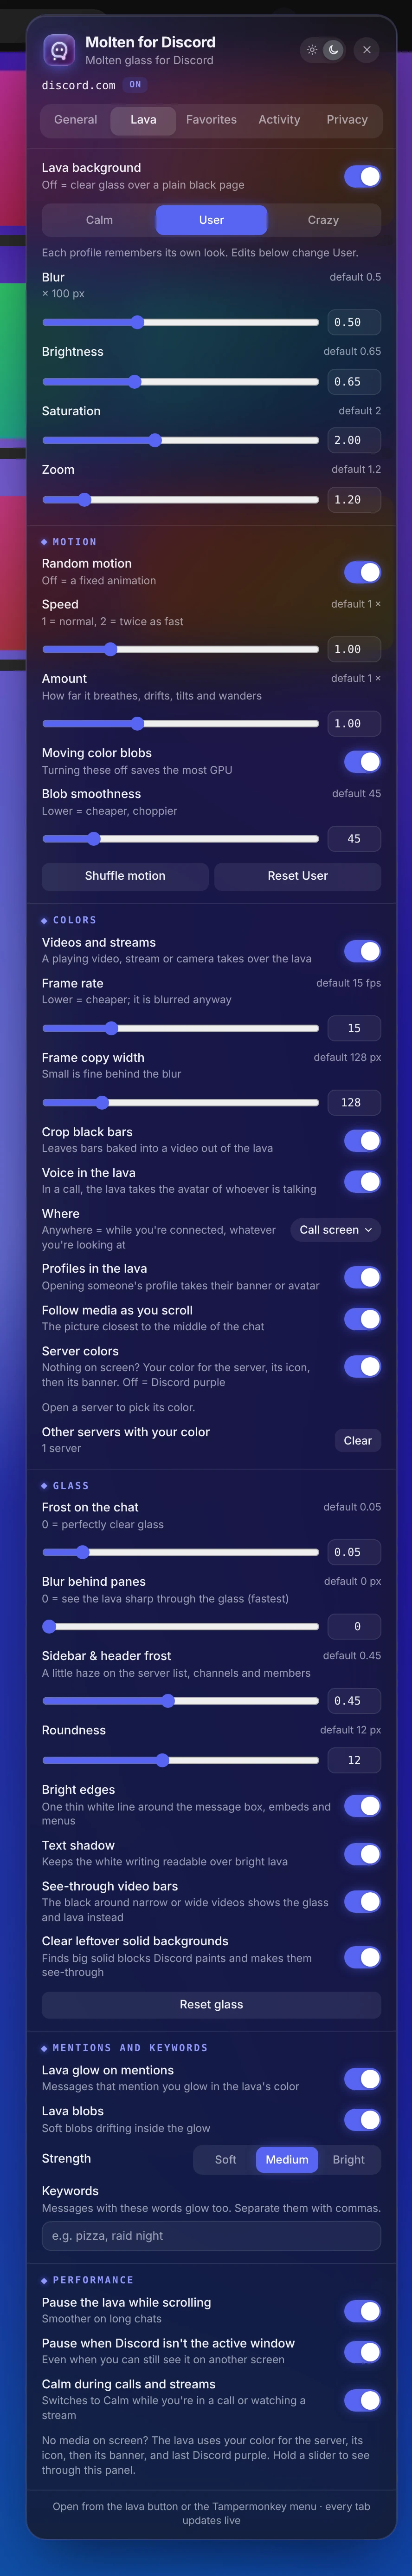 Molten for Discord
Molten glass for Discord
discord.com ON
General Lava Favorites Activity Privacy
Lava background
Off = clear glass over a plain black page
Calm User Crazy
Each profile remembers its own look. Edits below change User.
Blur default 0.5
× 100 px
0.50
Brightness default 0.65
0.65
Saturation default 2
2.00
Zoom default 1.2
1.20
MOTION
Random motion
Off = a fixed animation
Speed default 1 ×
1 = normal, 2 = twice as fast
1.00
Amount default 1 ×
How far it breathes, drifts, tilts and wanders
1.00
Moving color blobs
Turning these off saves the most GPU
Blob smoothness default 45
Lower = cheaper, choppier
45
Shuffle motion Reset User
COLORS
Videos and streams
A playing video, stream or camera takes over the lava
Frame rate default 15 fps
Lower = cheaper; it is blurred anyway
15
Frame copy width default 128 px
Small is fine behind the blur
128
Crop black bars
Leaves bars baked into a video out of the lava
Voice in the lava
In a call, the lava takes the avatar of whoever is talking
Where
Anywhere = while you're connected, whatever
you're looking at
Call screen
Profiles in the lava
Opening someone's profile takes their banner or avatar
Follow media as you scroll
The picture closest to the middle of the chat
Server colors
Nothing on screen? Your color for the server, its icon,
then its banner. Off = Discord purple
Open a server to pick its color.
Other servers with your color
1 server
Clear
GLASS
Frost on the chat default 0.05
0 = perfectly clear glass
0.05
Blur behind panes default 0 px
0 = see the lava sharp through the glass (fastest)
0
Sidebar & header frost default 0.45
A little haze on the server list, channels and members
0.45
Roundness default 12 px
12
Bright edges
One thin white line around the message box, embeds and
menus
Text shadow
Keeps the white writing readable over bright lava
See-through video bars
The black around narrow or wide videos shows the glass
and lava instead
Clear leftover solid backgrounds
Finds big solid blocks Discord paints and makes them
see-through
Reset glass
MENTIONS AND KEYWORDS
Lava glow on mentions
Messages that mention you glow in the lava's color
Lava blobs
Soft blobs drifting inside the glow
Strength Soft Medium Bright
Keywords
Messages with these words glow too. Separate them with commas.
e.g. pizza, raid night
PERFORMANCE
Pause the lava while scrolling
Smoother on long chats
Pause when Discord isn't the active window
Even when you can still see it on another screen
Calm during calls and streams
Switches to Calm while you're in a call or watching a
stream
No media on screen? The lava uses your color for the server, its
icon, then its banner, and last Discord purple. Hold a slider to see
through this panel.
Open from the lava button or the Tampermonkey menu · every tab
updates live